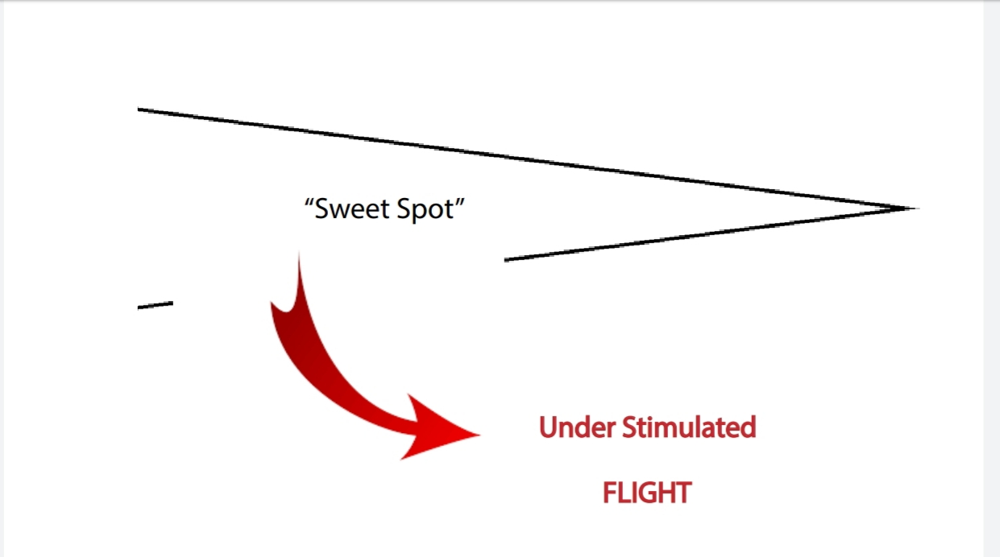 “Sweet Spot”
Under Stimulated
FLIGHT